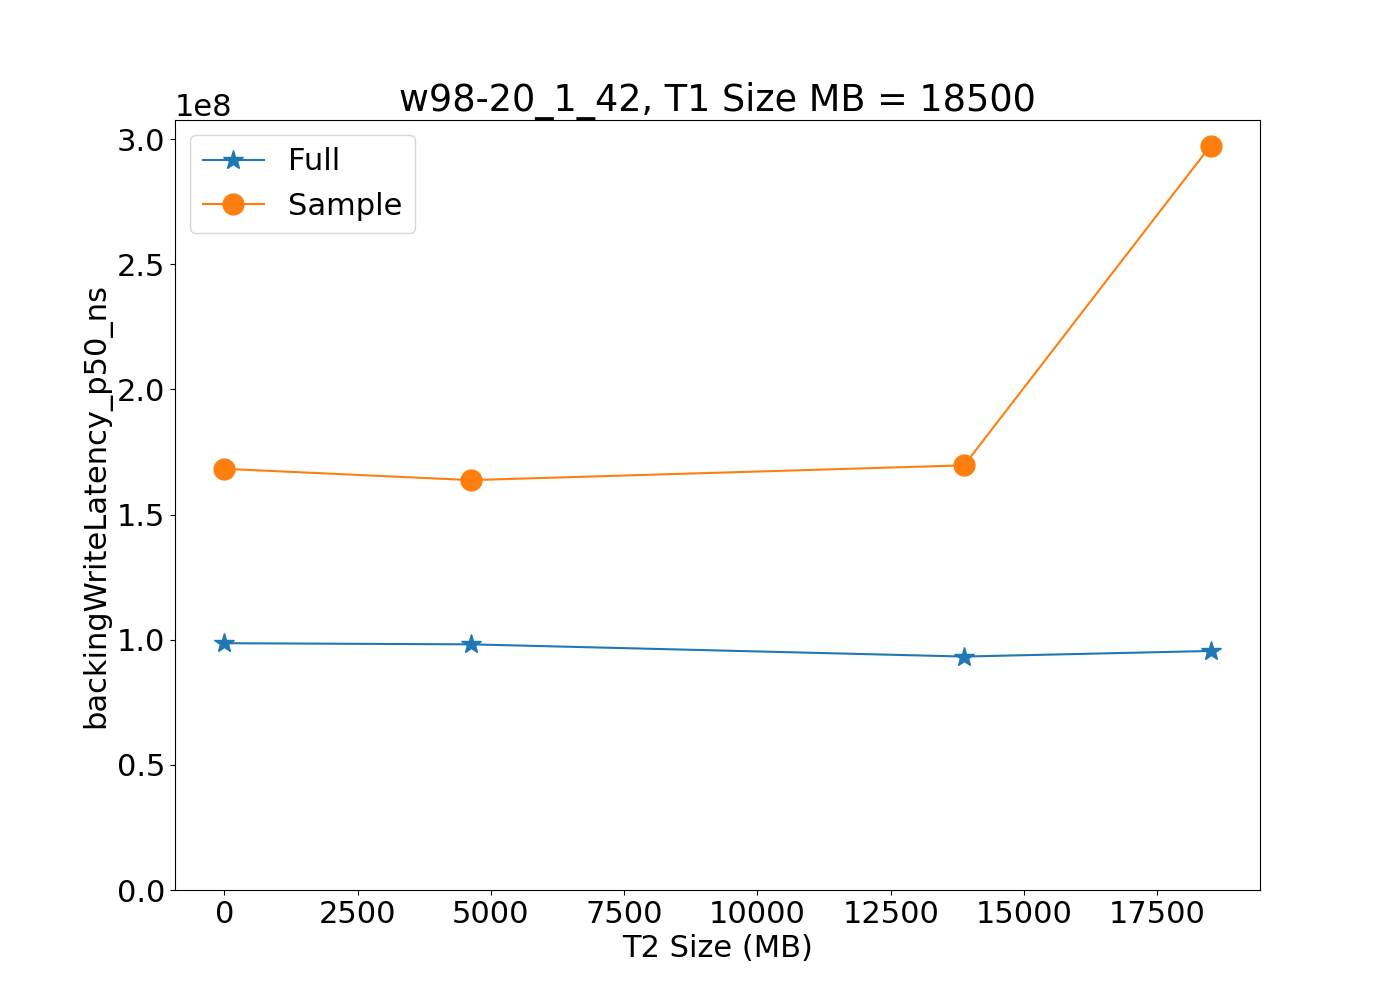 w98-20_1_42, T1 Size MB = 18500
1e8
Full
Sample
3.0
2.5
2.0
1.5
1.0
0.5
0.0
backingWriteLatency_p50_ns
0 2500 5000 7500 10000 12500 15000 17500
T2 Size (MB)